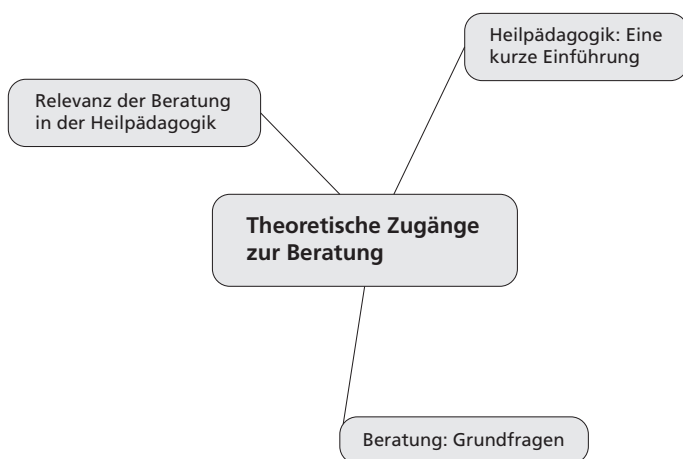 Heilpädagogik: Eine
kurze Einführung
Relevanz der Beratung
in der Heilpädagogik
Theoretische Zugänge
zur Beratung
Beratung: Grundfragen